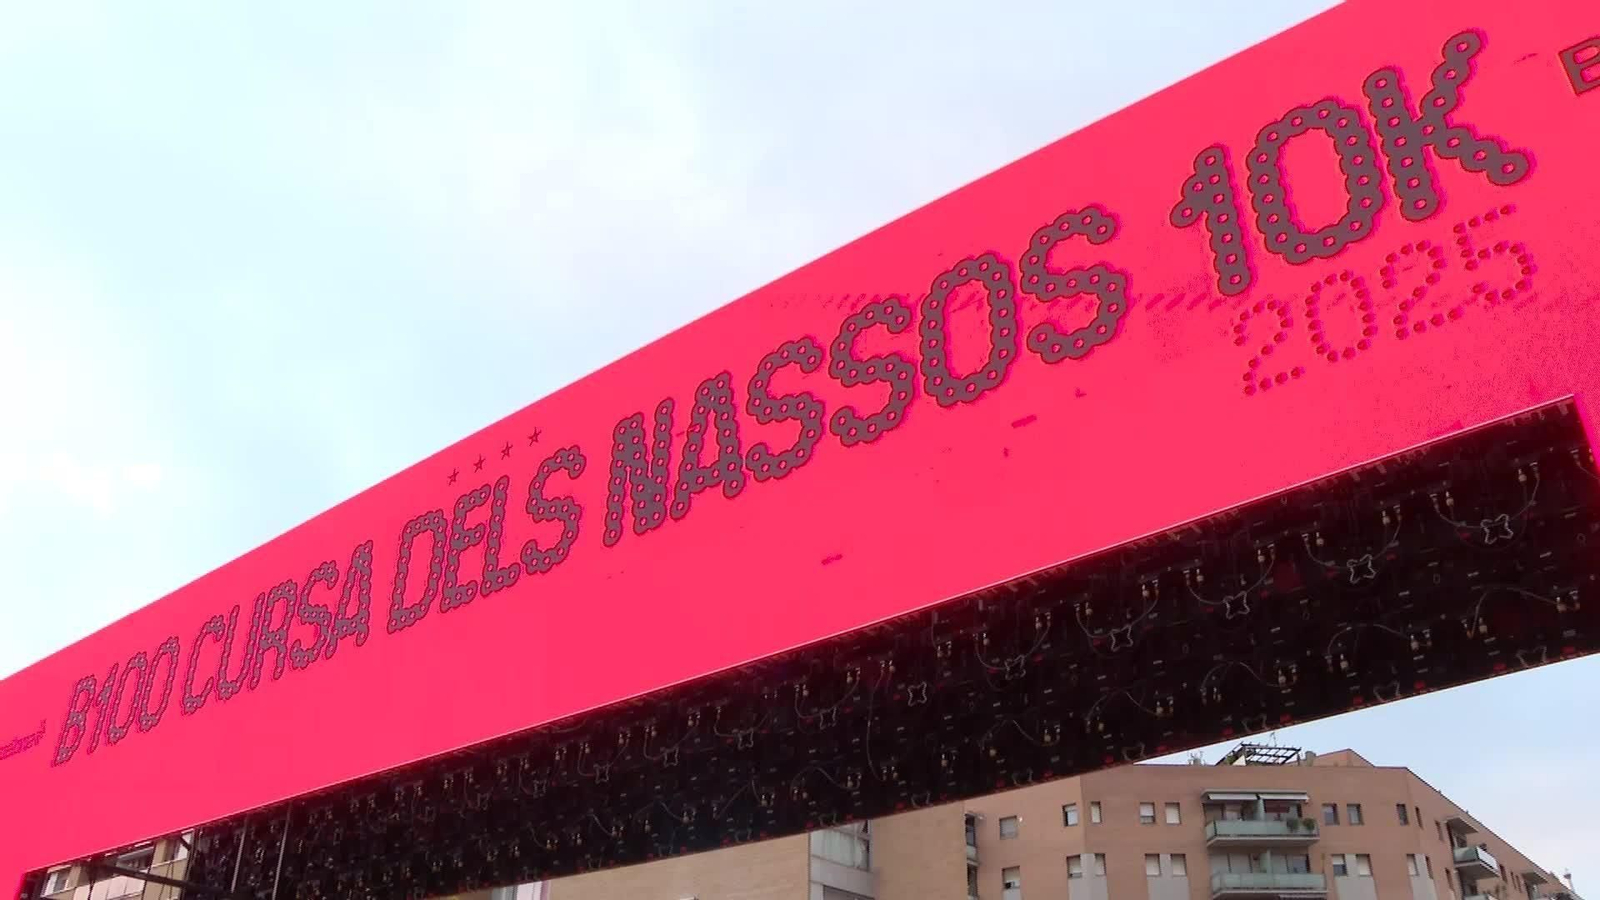 B100 CURSA DELS NASSOS 10K
2025